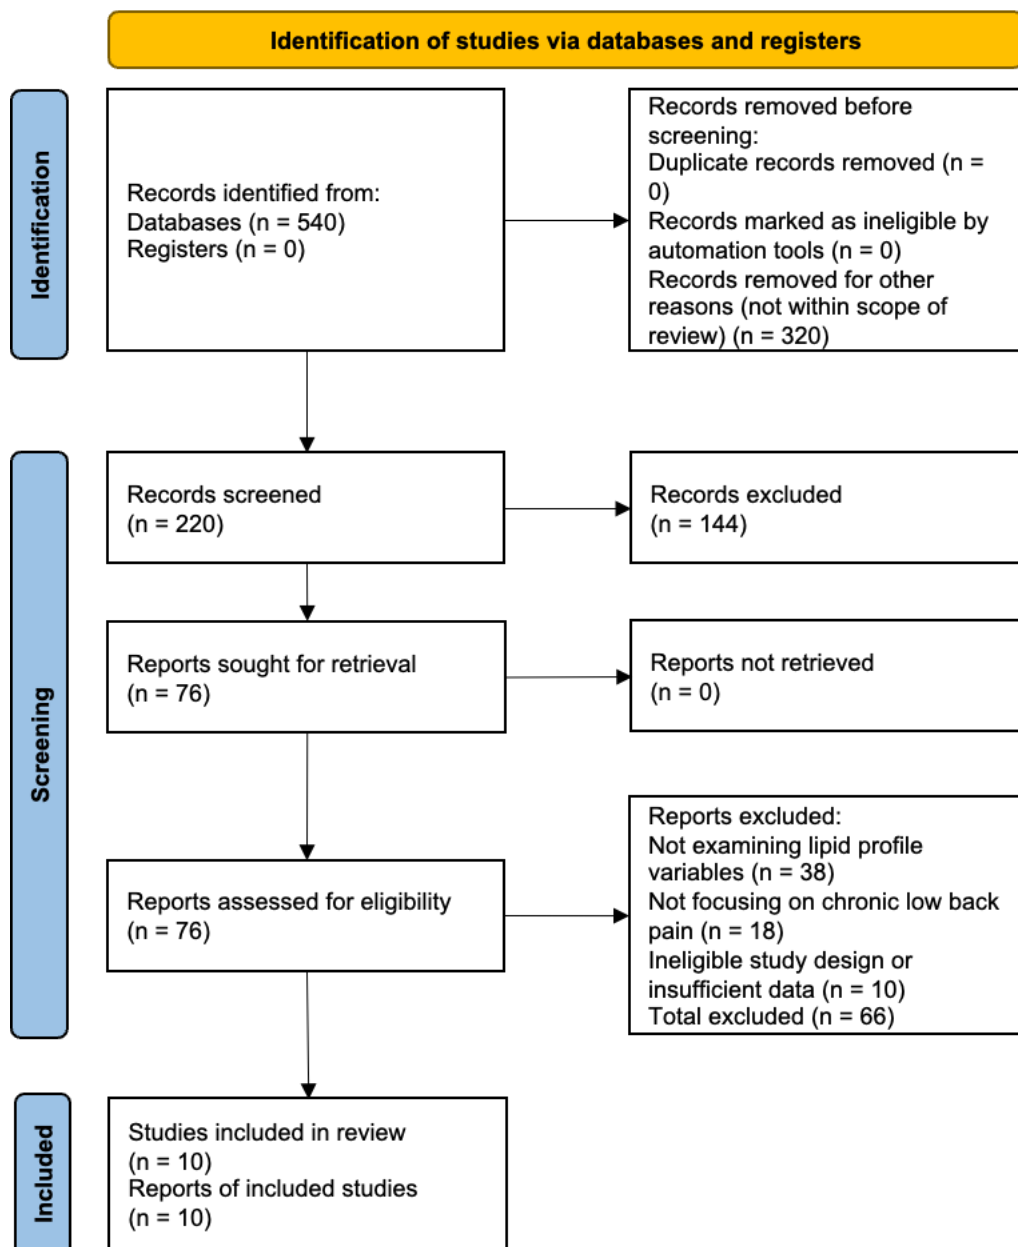 Identification of studies via databases and registers
Identification
Records identified from:
Databases (n = 540)
Registers (n = 0)
Records removed before
screening:
Duplicate records removed (n =
0)
Records marked as ineligible by
automation tools (n = 0)
Records removed for other
reasons (not within scope of
review) (n = 320)
Screening
Records screened
(n = 220)
Records excluded
(n = 144)
Reports sought for retrieval
(n = 76)
Reports not retrieved
(n = 0)
Reports assessed for eligibility
(n = 76)
Reports excluded:
Not examining lipid profile
variables (n = 38)
Not focusing on chronic low back
pain (n = 18)
Ineligible study design or
insufficient data (n = 10)
Total excluded (n = 66)
Included
Studies included in review
(n = 10)
Reports of included studies
(n = 10)